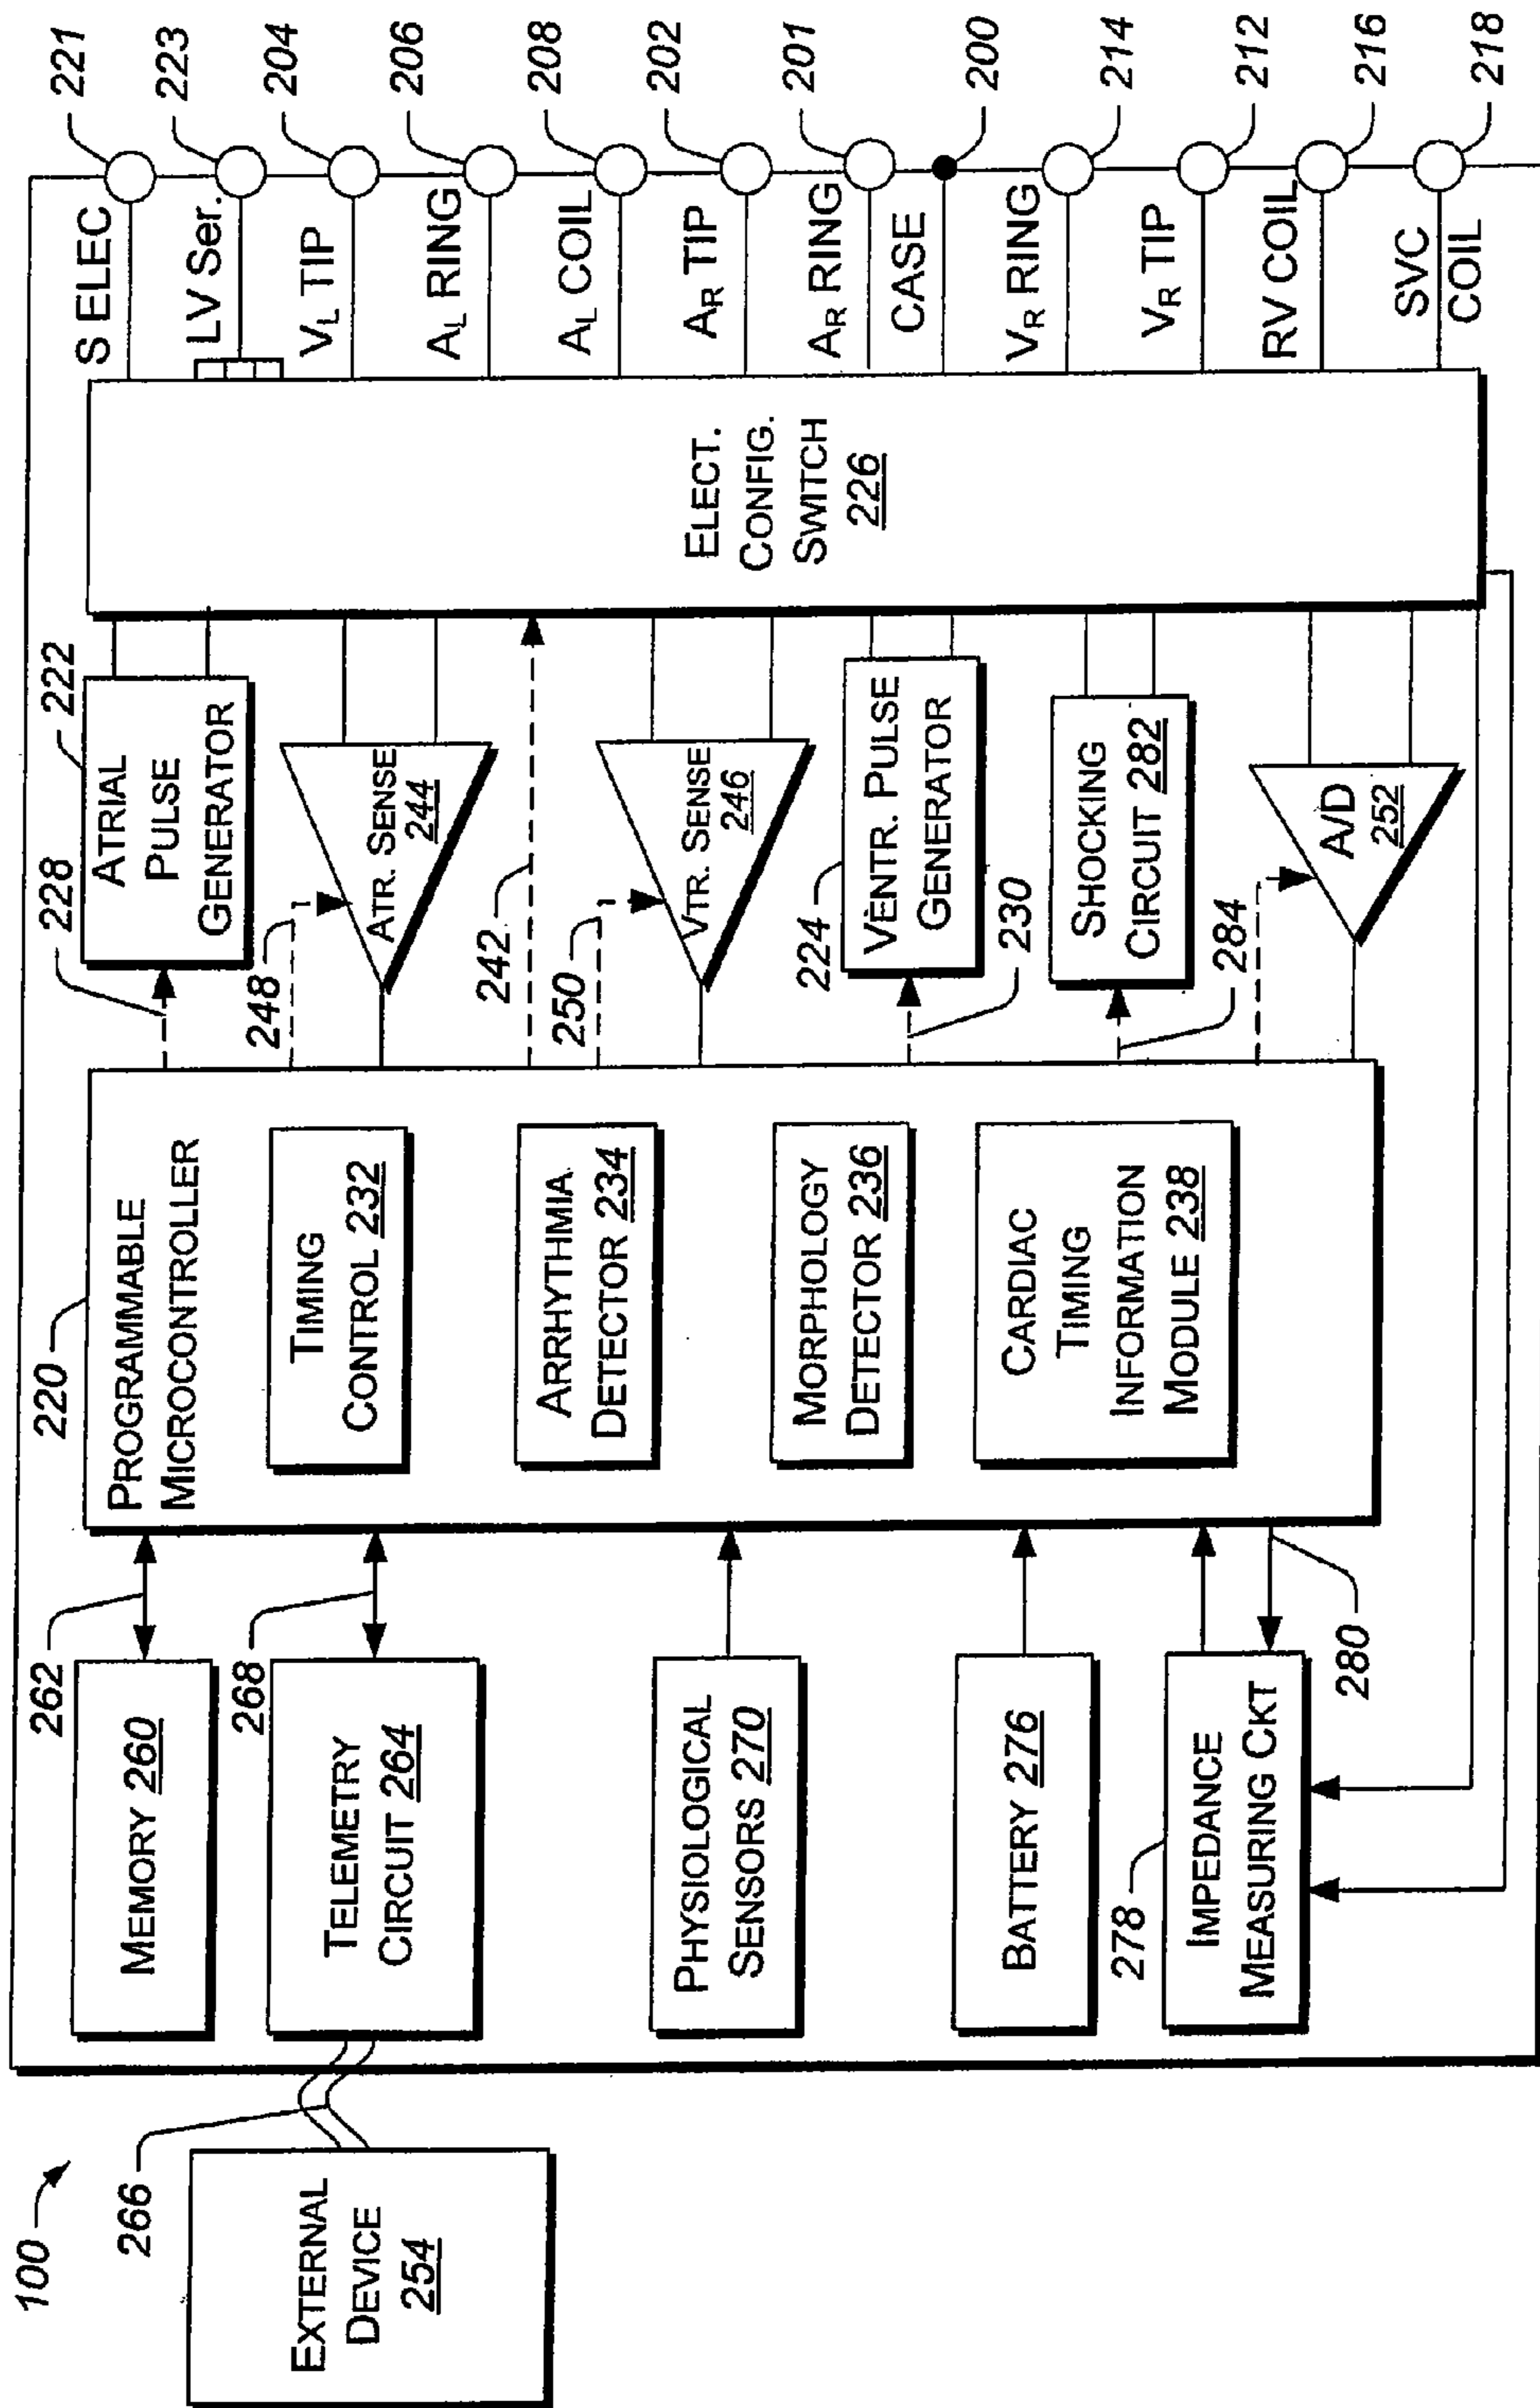 100
EXTERNAL
DEVICE
254
266
MEMORY 260
262
TELEMETRY
CIRCUIT 264
268
PHYSIOLOGICAL
SENSORS 270
BATTERY 276
278
IMPEDANCE
MEASURING CKT
280
220
PROGRAMMABLE
MICROCONTROLLER
TIMING
CONTROL 232
ARRHYTHMIA
DETECTOR 234
MORPHOLOGY
DETECTOR 236
CARDIAC
TIMING
INFORMATION
MODULE 238
228
222
ATRIAL
PULSE
GENERATOR
248
ATR. SENSE
244
242
250
VTR. SENSE
246
224
VENTR. PULSE
GENERATOR
230
SHOCKING
CIRCUIT 282
284
A/D
252
ELECT.
CONFIG.
SWITCH
226
S ELEC
221
LV Ser.
223
VL TIP
204
AL RING
206
AL COIL
208
AR TIP
202
AR RING
201
CASE
200
VR RING
214
VR TIP
212
RV COIL
216
SVC
COIL
218